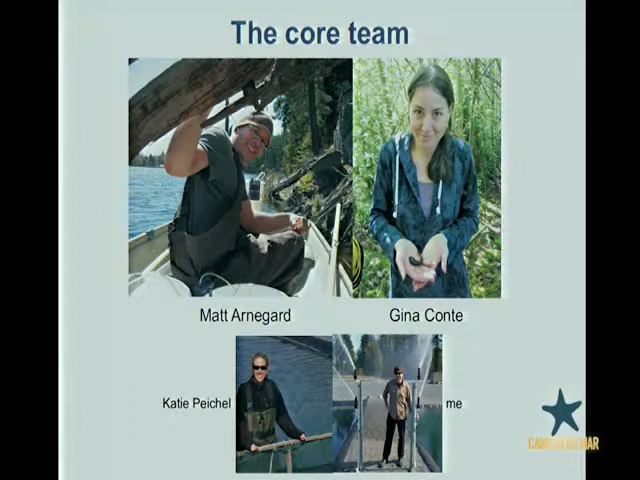 The core team
Matt Arnegard
Gina Conte
Katie Peichel
me